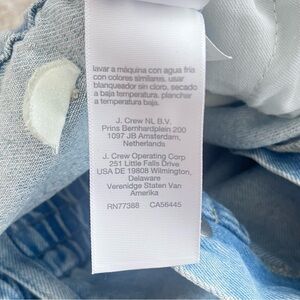 lavar a máquina con agua fria
con colores similares. usar
blanqueador sin cloro. secado
a temperatura baja. planchar
a temperatura baja.
J. Crew NL B.V.
Prins Bernhardplein 200
1097 JB Amsterdam,
Netherlands
J. Crew Operating Corp
251 Little Falls Drive
USA DE 19808 Wilmington,
Delaware
Verenidge Staten Van
Amerika
RN77388 CA56445